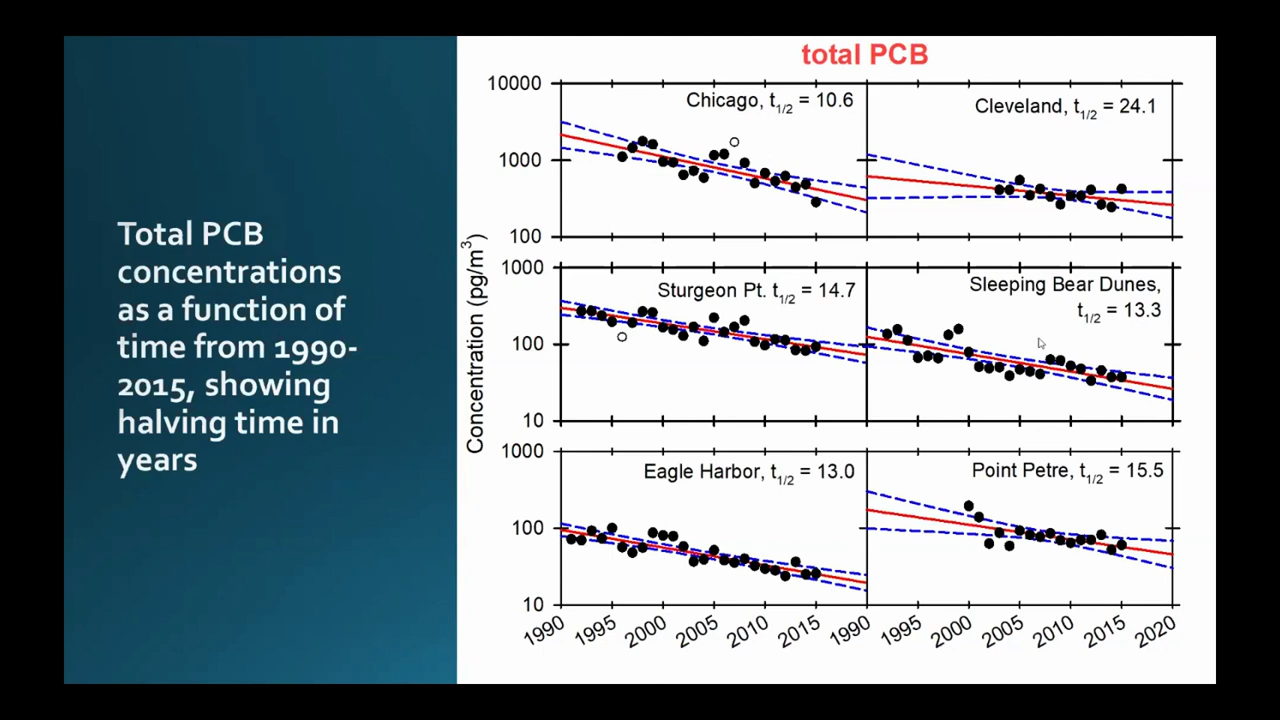 Total PCB
concentrations
as a function of
time from 1990-
2015, showing
halving time in
years
total PCB
Concentration (pg/m³)
10000
1000
100
Chicago, t1/2 = 10.6
Cleveland, t1/2 = 24.1
1000
100
10
Sturgeon Pt. t1/2 = 14.7
Sleeping Bear Dunes,
t1/2 = 13.3
1000
100
10
Eagle Harbor, t1/2 = 13.0
Point Petre, t1/2 = 15.5
1990 1995 2000 2005 2010 2015 1990 1995 2000 2005 2010 2015 2020